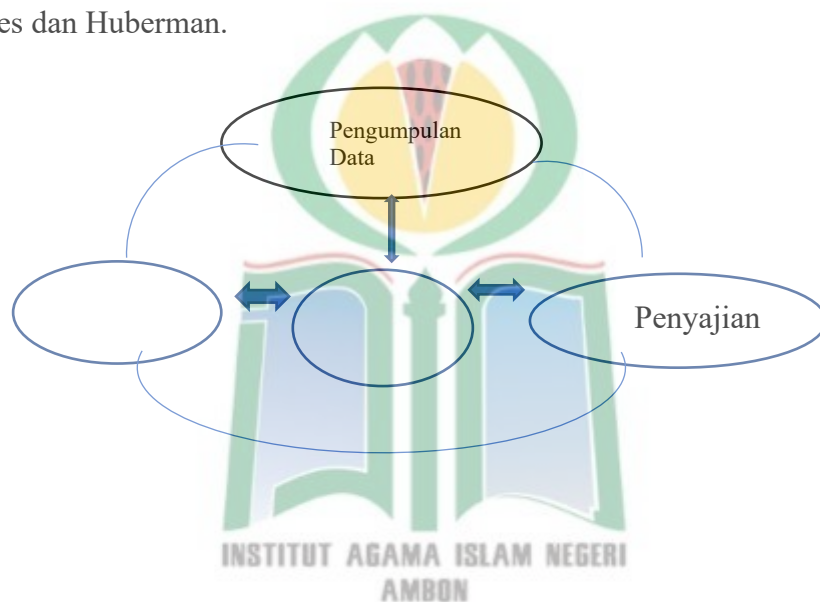 es dan Huberman.
Pengumpulan
Data
Penyajian
INSTITUT AGAMA ISLAM NEGERI
AMBON